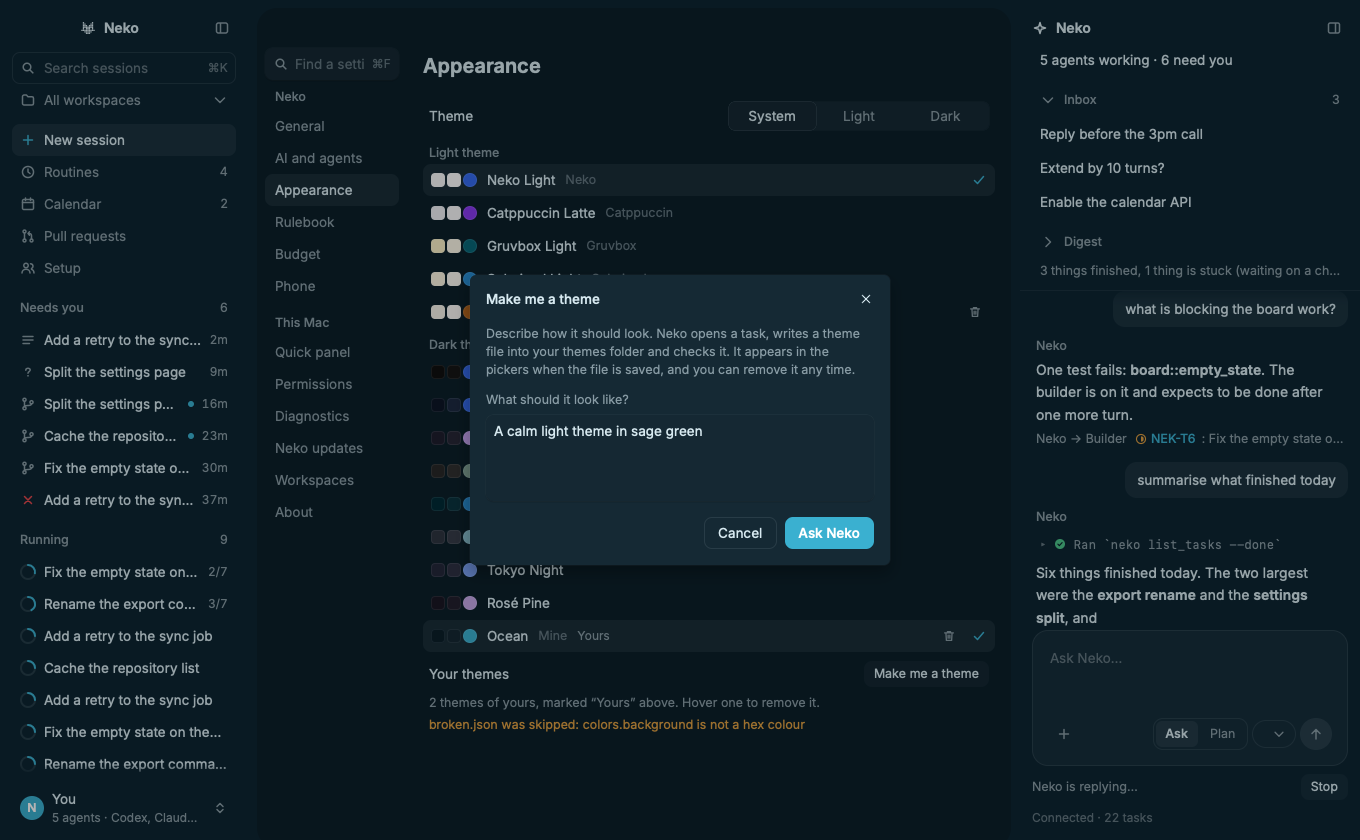 Neko
Search sessions ⌘K
All workspaces
New session
Routines 4
Calendar 2
Pull requests
Setup
Needs you 6
Add a retry to the sync... 2m
Split the settings page 9m
Split the settings p... 16m
Cache the reposito... 23m
Fix the empty state o... 30m
Add a retry to the syn... 37m
Running 9
Fix the empty state on... 2/7
Rename the export co... 3/7
Add a retry to the sync job
Cache the repository list
Add a retry to the sync job
Fix the empty state on the...
Rename the export comma...
N
You
5 agents · Codex, Claud...
Find a setti ⌘F
Neko
General
AI and agents
Appearance
Rulebook
Budget
Phone
This Mac
Quick panel
Permissions
Diagnostics
Neko updates
Workspaces
About
Appearance
Theme System Light Dark
Light theme
Neko Light Neko
Catppuccin Latte Catppuccin
Gruvbox Light Gruvbox
Dark th
Make me a theme
Describe how it should look. Neko opens a task, writes a theme
file into your themes folder and checks it. It appears in the
pickers when the file is saved, and you can remove it any time.
What should it look like?
A calm light theme in sage green
Cancel Ask Neko
Tokyo Night
Rosé Pine
Ocean Mine Yours
Your themes Make me a theme
2 themes of yours, marked “Yours” above. Hover one to remove it.
broken.json was skipped: colors.background is not a hex colour
Neko
5 agents working · 6 need you
Inbox 3
Reply before the 3pm call
Extend by 10 turns?
Enable the calendar API
Digest
3 things finished, 1 thing is stuck (waiting on a ch...
what is blocking the board work?
Neko
One test fails: board::empty_state. The
builder is on it and expects to be done after
one more turn.
Neko → Builder NEK-T6 : Fix the empty state o...
summarise what finished today
Neko
Ran `neko list_tasks --done`
Six things finished today. The two largest
were the export rename and the settings
split, and
Ask Neko...
Ask Plan
Neko is replying... Stop
Connected · 22 tasks